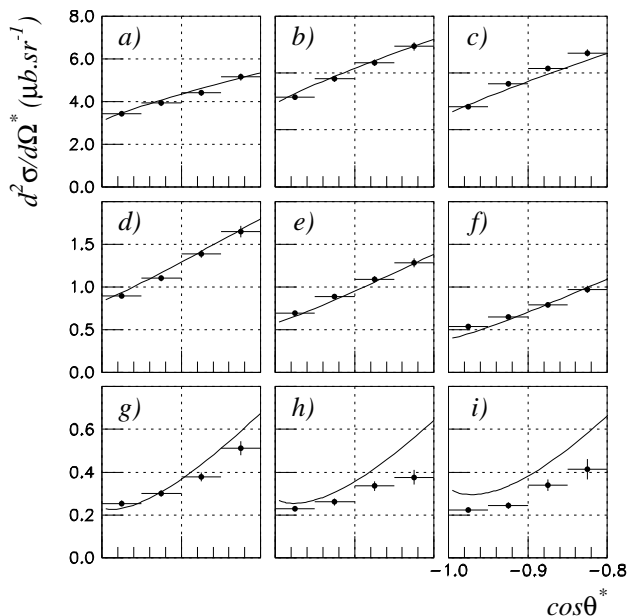 d²σ/dΩ* (μb.sr⁻¹)
8.0
6.0
4.0
2.0
0.0
a)
b)
c)
1.5
1.0
0.5
0.0
d)
e)
f)
0.6
0.4
0.2
0.0
g)
h)
i)
-1.0 -0.9 -0.8
cosθ*